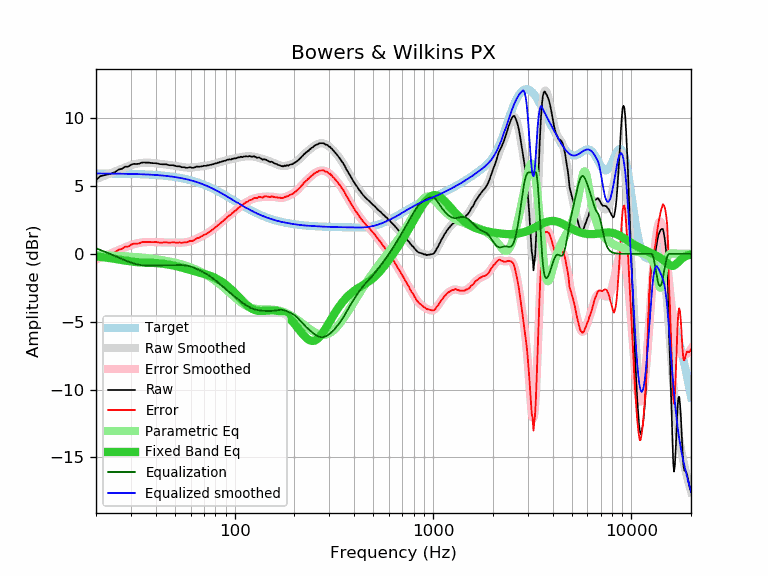 Bowers & Wilkins PX
10
5
0
−5
−10
−15
Amplitude (dBr)
Target
Raw Smoothed
Error Smoothed
Raw
Error
Parametric Eq
Fixed Band Eq
Equalization
Equalized smoothed
100
1000
10000
Frequency (Hz)